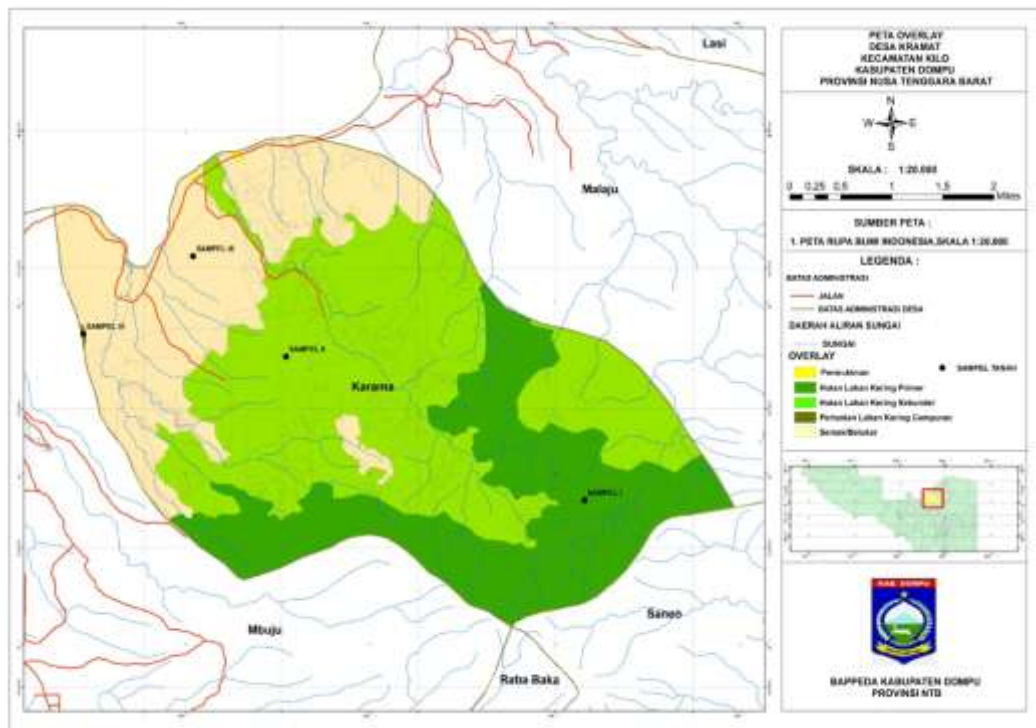 Lasi
Malaju
SAMPEL III
SAMPEL II
Karama
SAMPEL I
Mbuju
Saneo
Raba Baka
PETA OVERLAY
DESA KRAMAT
KECAMATAN KILO
KABUPATEN DOMPU
PROVINSI NUSA TENGGARA BARAT
N
W E
S
SKALA : 1:20.000
0 0.25 0.5 1 1.5 2
Miles
SUMBER PETA :
1. PETA RUPA BUMI INDONESIA,SKALA 1:20.000
LEGENDA :
BATAS ADMINISTRASI
JALAN
BATAS ADMINISTRASI DESA
DAERAH ALIRAN SUNGAI
SUNGAI
OVERLAY
SAMPEL TANAH
Pemukiman
Hutan Lahan Kering Primer
Hutan Lahan Kering Sekunder
Pertanian Lahan Kering Campuran
Semak/Belukar
KAB. DOMPU
BAPPEDA KABUPATEN DOMPU
PROVINSI NTB